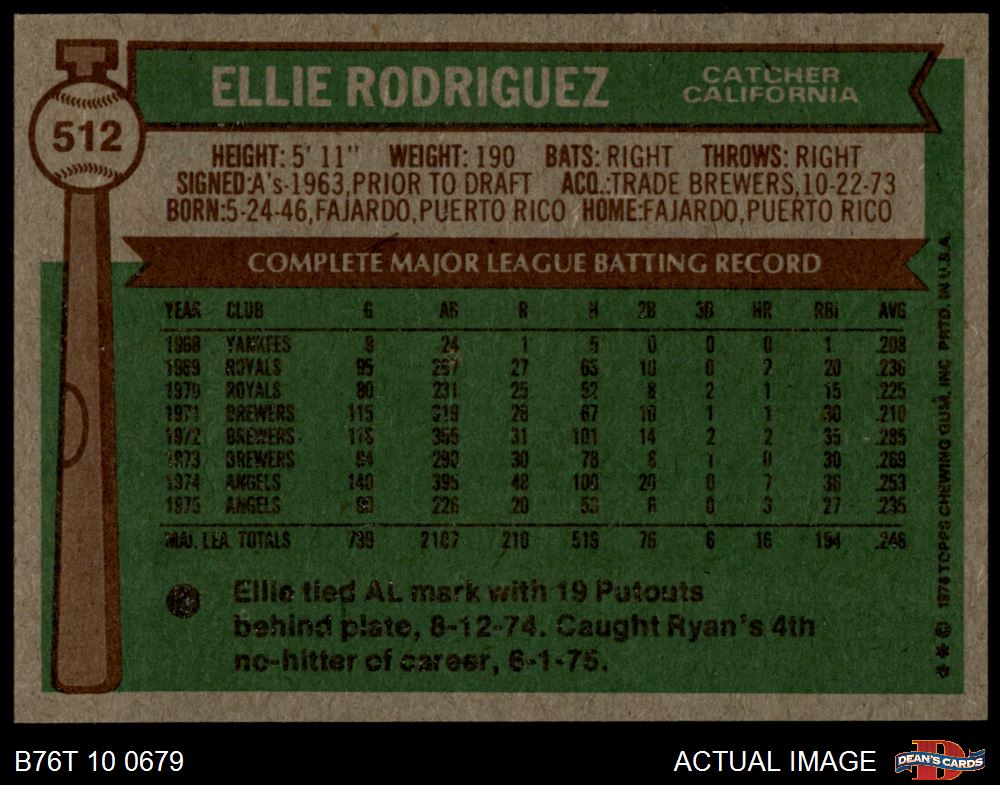 512
ELLIE RODRIGUEZ
CATCHER
CALIFORNIA
HEIGHT: 5' 11" WEIGHT: 190 BATS: RIGHT THROWS: RIGHT
SIGNED: A's-1963, PRIOR TO DRAFT ACQ.: TRADE BREWERS, 10-22-73
BORN: 5-24-46, FAJARDO, PUERTO RICO HOME: FAJARDO, PUERTO RICO
COMPLETE MAJOR LEAGUE BATTING RECORD
YEAR CLUB G AB R H 2B 3B HR RBI AVG
1968 YANKEES 9 24 1 5 0 0 0 1 .208
1969 ROYALS 95 267 27 63 10 0 2 20 .236
1970 ROYALS 80 231 25 52 8 2 1 15 .225
1971 BREWERS 115 319 28 67 10 1 1 30 .210
1972 BREWERS 116 355 31 101 14 2 2 35 .285
1973 BREWERS 94 290 30 78 8 1 0 30 .269
1974 ANGELS 140 395 48 100 20 0 7 36 .253
1975 ANGELS 90 226 20 53 6 0 3 27 .235
MAJ. LEA. TOTALS 739 2107 210 519 76 6 16 194 .246
Ellie tied AL mark with 19 Putouts
behind plate, 8-12-74. Caught Ryan's 4th
no-hitter of career, 6-1-75.
* * © 1976 TOPPS CHEWING GUM, INC. PRTD. IN U.S.A.
B76T 10 0679
ACTUAL IMAGE
DEAN'S CARDS